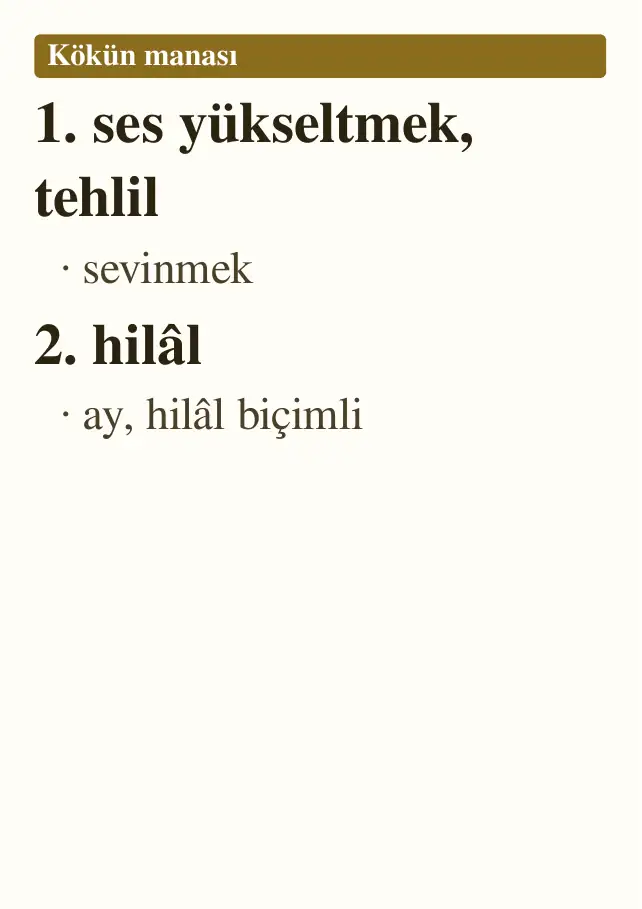 Kökün manası
1. ses yükseltmek,
tehlil
· sevinmek
2. hilâl
· ay, hilâl biçimli